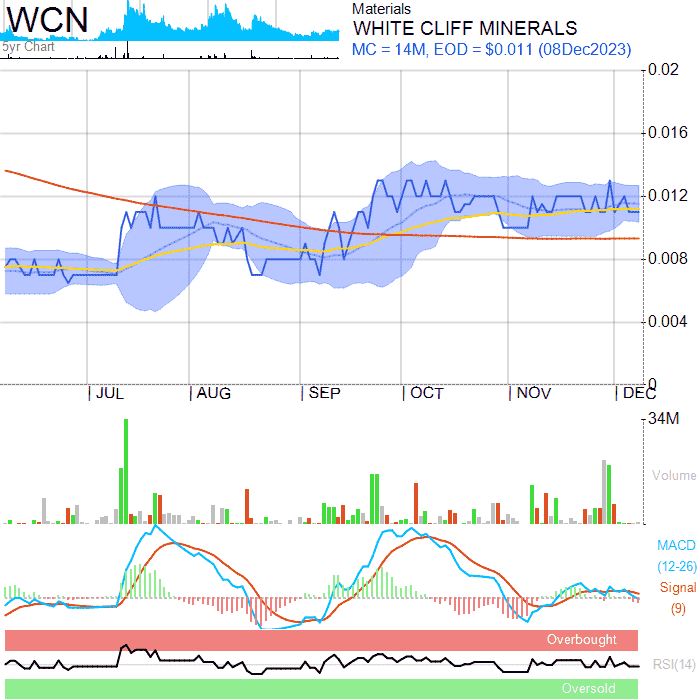 WCN
5yr Chart
Materials
WHITE CLIFF MINERALS
MC = 14M, EOD = $0.011 (08Dec2023)
0.02
0.016
0.012
0.008
0.004
0
JUL AUG SEP OCT NOV DEC
34M
Volume
MACD
(12-26)
Signal
(9)
Overbought
RSI(14)
Oversold